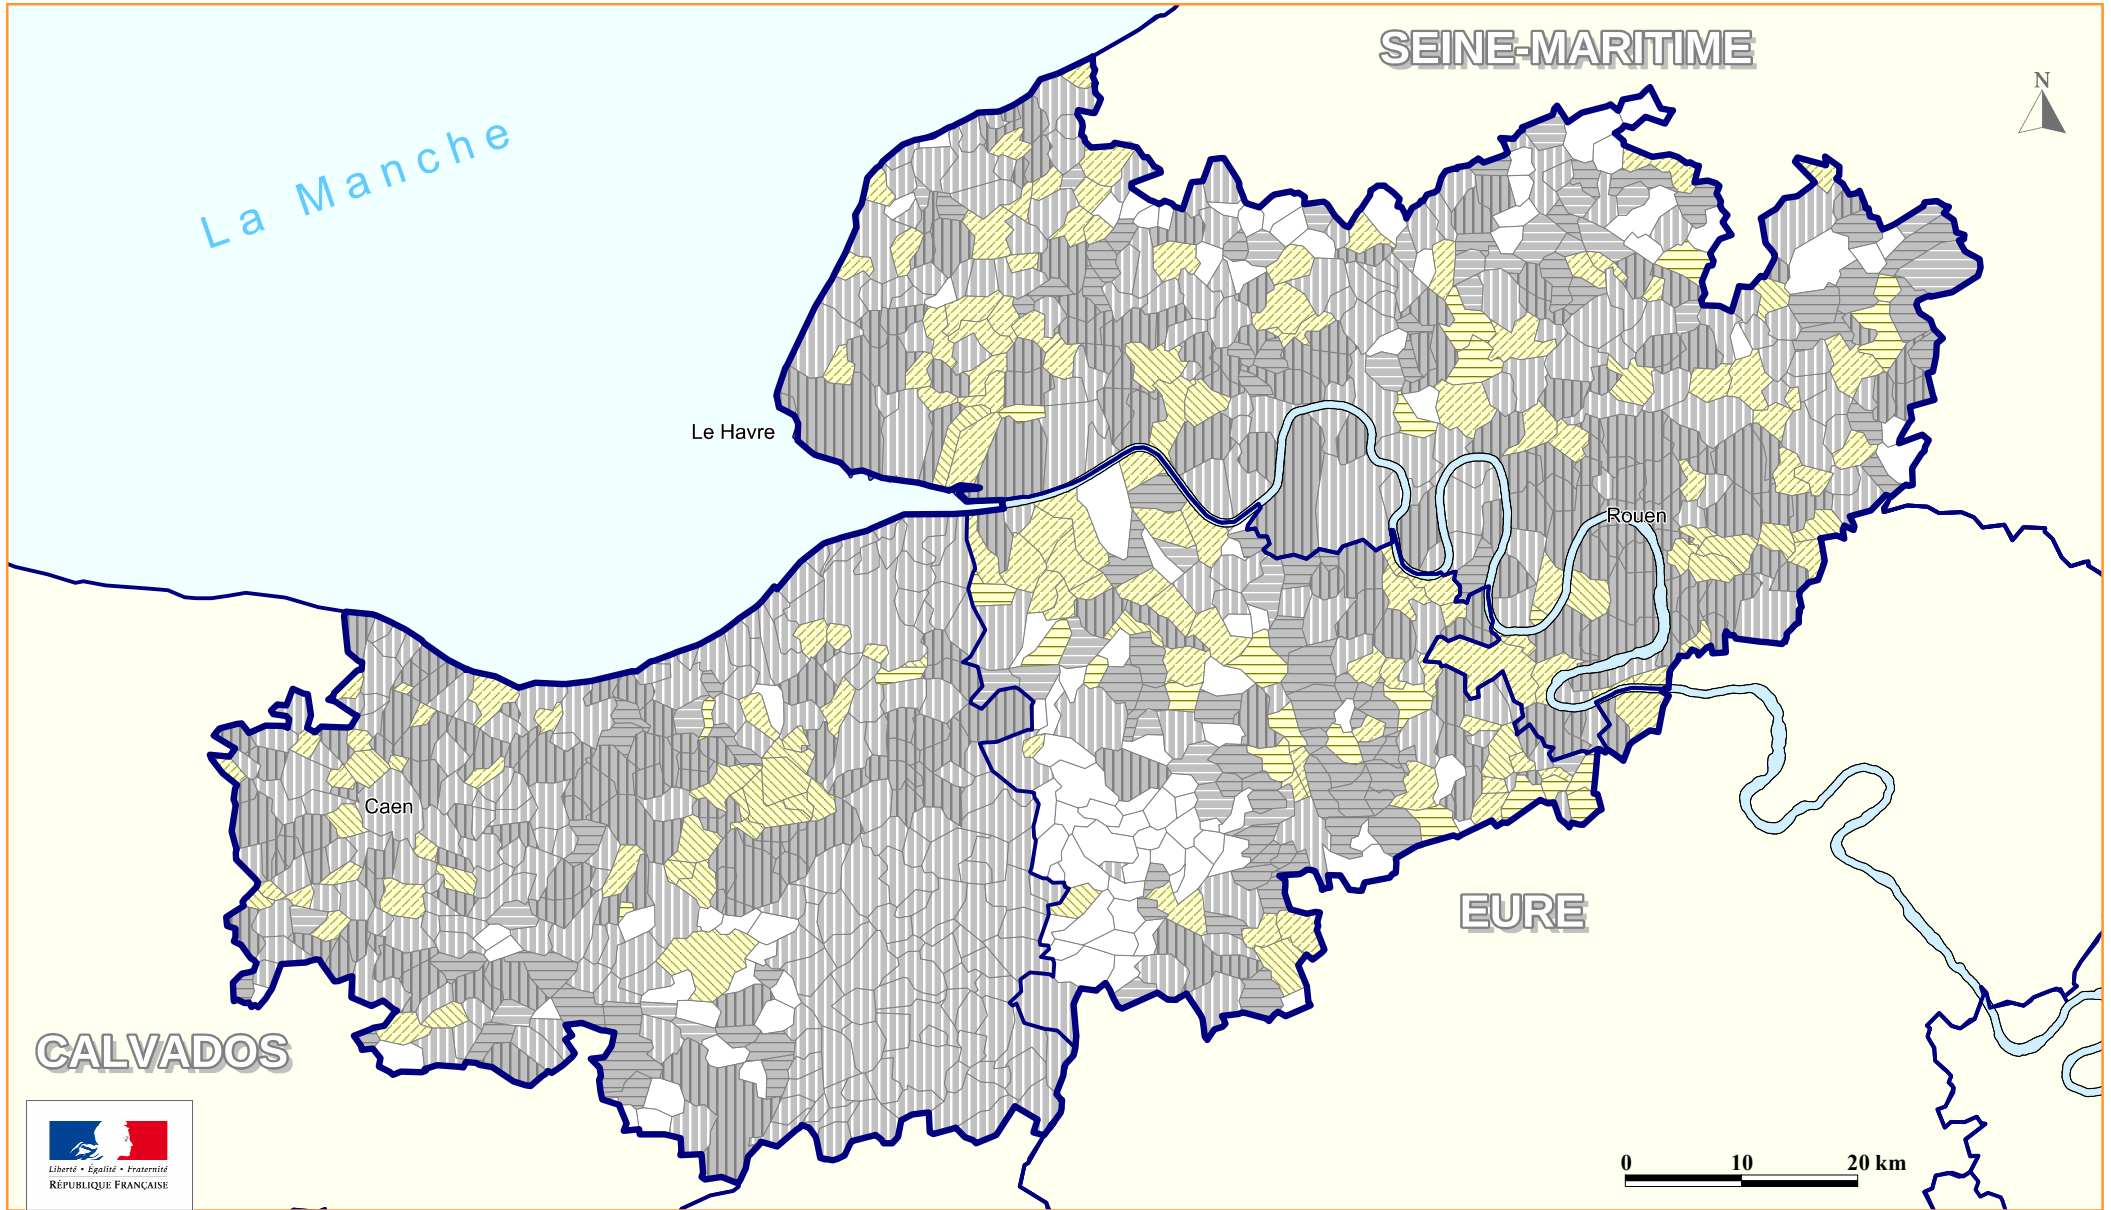 SEINE-MARITIME
N
La Manche
Le Havre
Rouen
Caen
EURE
CALVADOS
Liberté • Égalité • Fraternité
RÉPUBLIQUE FRANÇAISE
0 10 20 km